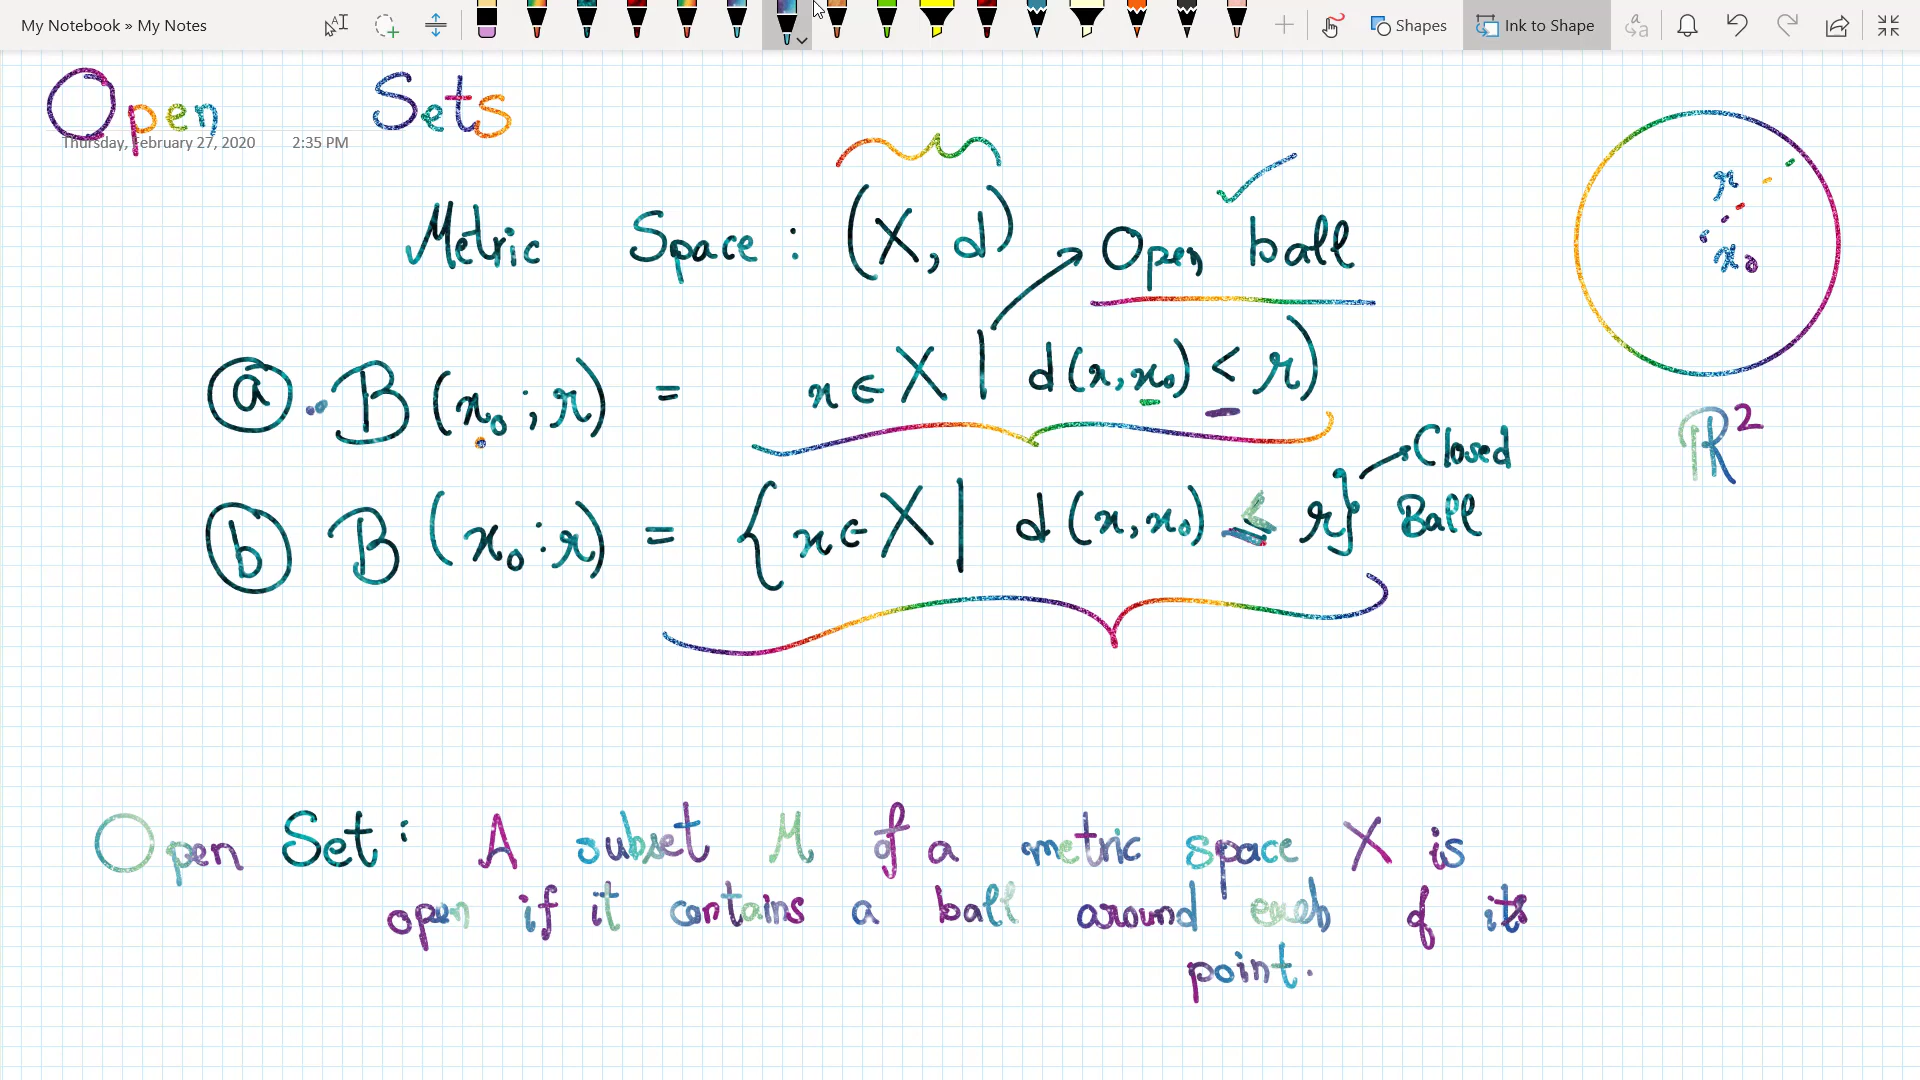 My Notebook » My Notes
Shapes
Ink to Shape
Open Sets
Thursday, February 27, 2020 2:35 PM
Metric Space : (X, d)
Open ball
r
x₀
ℝ²
(a) B (x₀ ; r) = x ∈ X | d(x, x₀) < r)
Closed Ball
(b) B (x₀ : r) = { x ∈ X | d (x, x₀) ≤ r}
Open Set : A subset M of a metric space X is
open if it contains a ball around each of its
point.